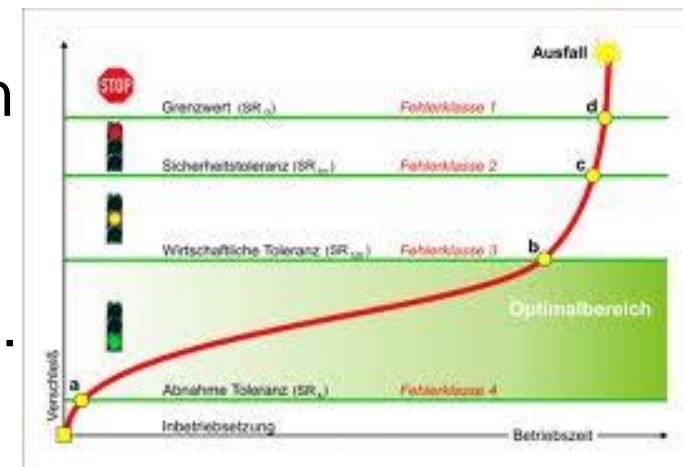 n
.
Ausfall
STOP
Grenzwert (SR
Fehlerklasse 1
d
Sicherheitstoleranz (SR
Fehlerklasse 2
c
Wirtschaftliche Toleranz (SR
Fehlerklasse 3
b
Optimalbereich
Verschleiß
a
Abnahme Toleranz (SR
Fehlerklasse 4
Inbetriebsetzung
Betriebszeit